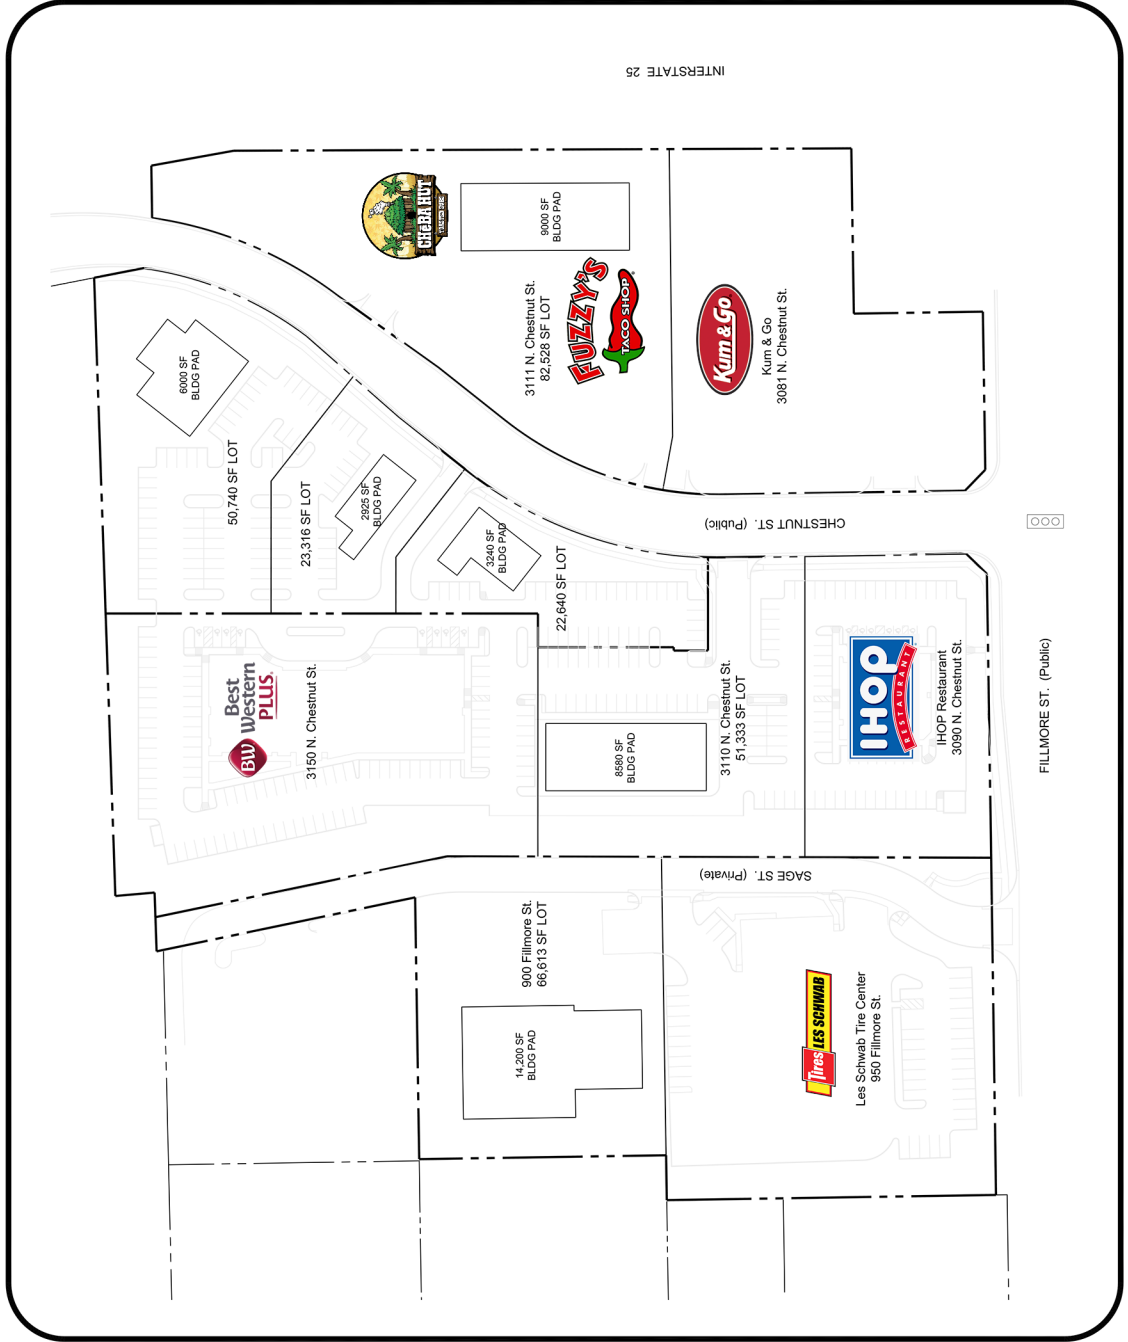 INTERSTATE 25
CHēBA HUT
9000 SF
BLDG PAD
3111 N. Chestnut St.
82,528 SF LOT
FUZZY'S
TACO SHOP
Kum & Go
Kum & Go
3081 N. Chestnut St.
6000 SF
BLDG PAD
50,740 SF LOT
2925 SF
BLDG PAD
23,316 SF LOT
3240 SF
BLDG PAD
22,640 SF LOT
CHESTNUT ST. (Public)
FILLMORE ST. (Public)
BW
Best
Western
PLUS
3150 N. Chestnut St.
8580 SF
BLDG PAD
3110 N. Chestnut St.
51,333 SF LOT
IHOP
RESTAURANT
IHOP Restaurant
3090 N. Chestnut St.
SAGE ST. (Private)
900 Fillmore St.
66,613 SF LOT
14,200 SF
BLDG PAD
Tires LES SCHWAB
Les Schwab Tire Center
950 Fillmore St.